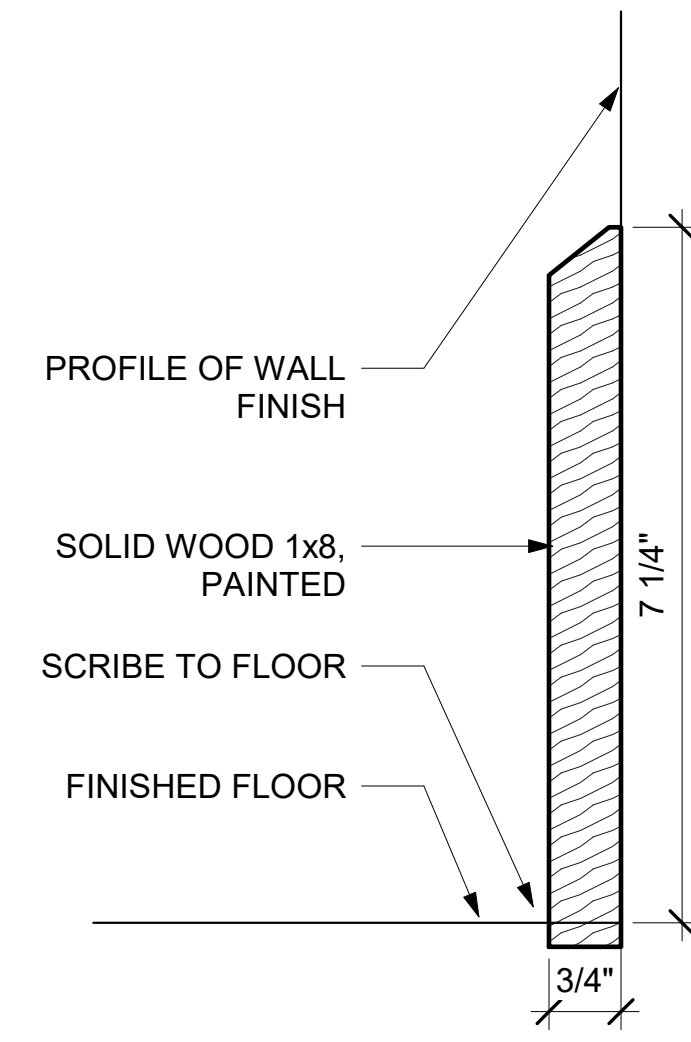 PROFILE OF WALL
FINISH
SOLID WOOD 1x8,
PAINTED
7 1/4"
SCRIBE TO FLOOR
FINISHED FLOOR
3/4"